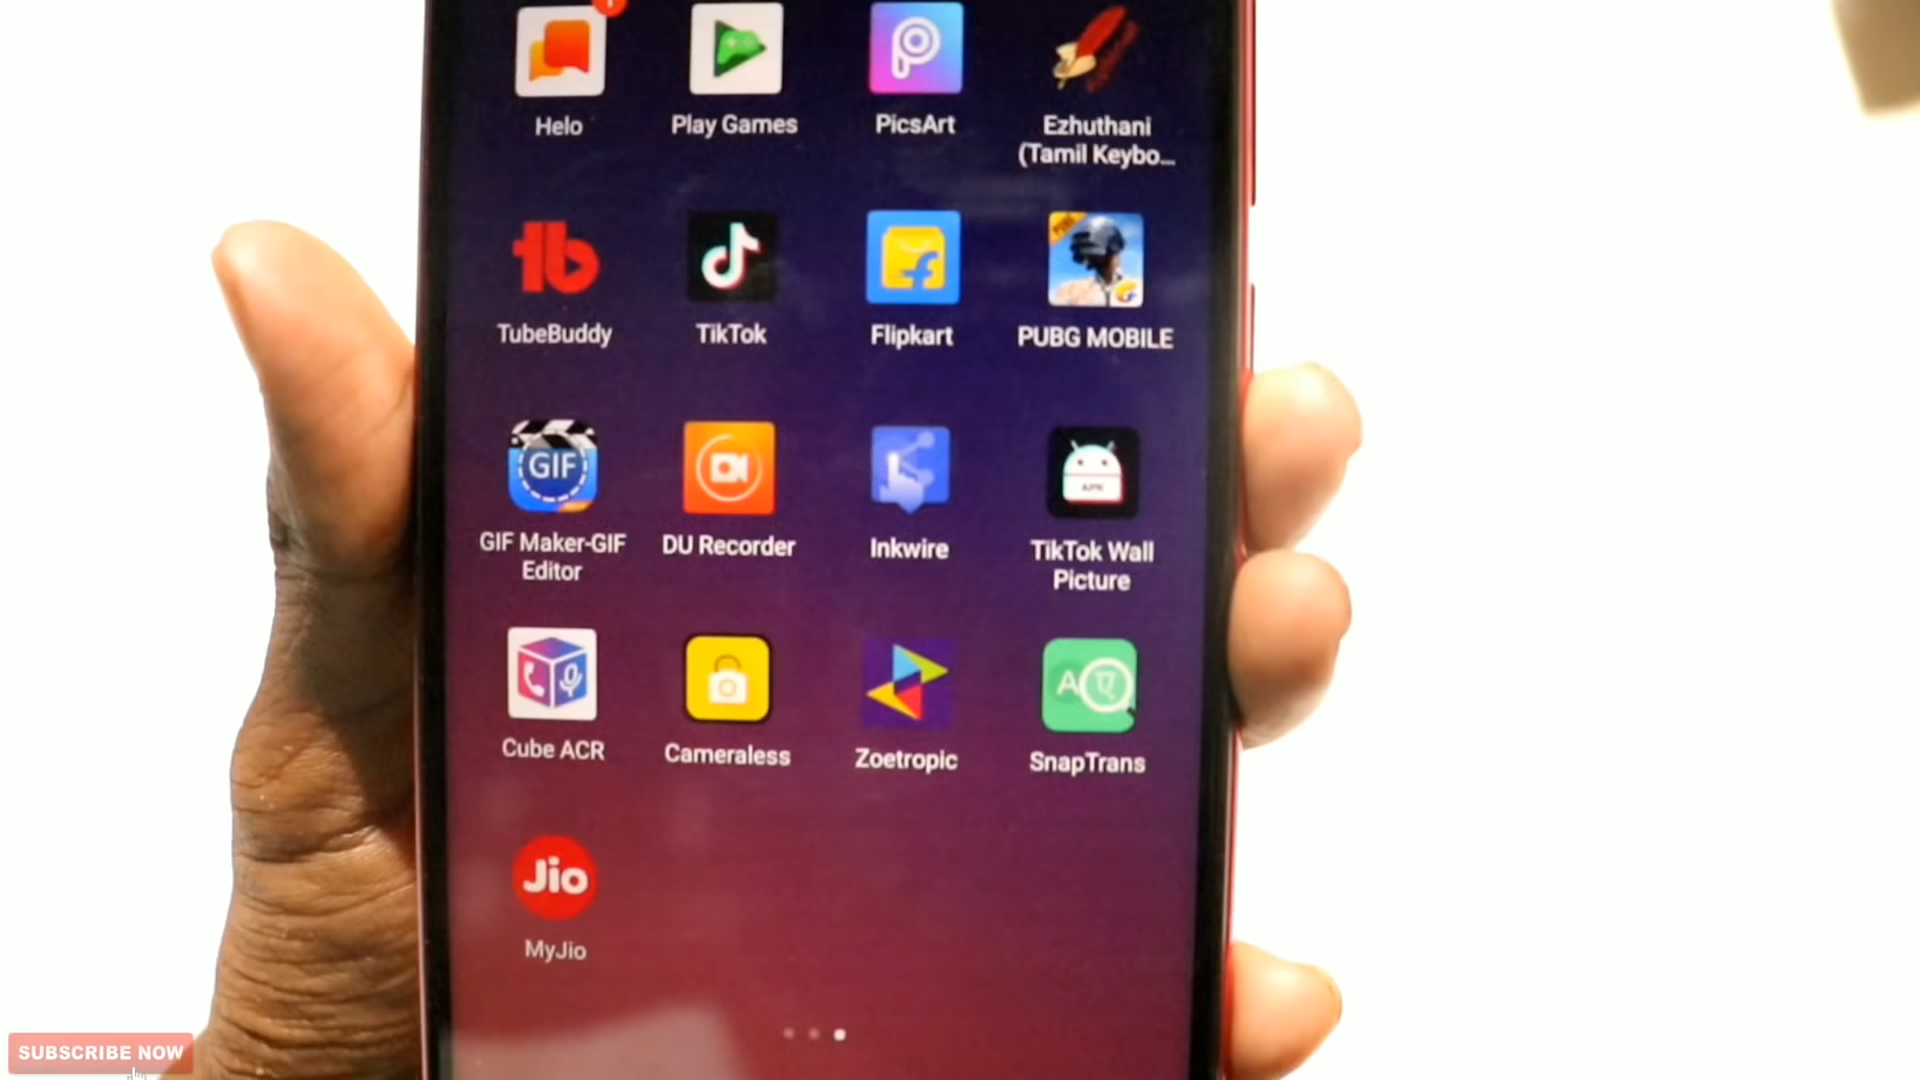 Helo
Play Games
PicsArt
Ezhuthani
(Tamil Keybo...
TubeBuddy
TikTok
Flipkart
PUBG MOBILE
GIF
GIF Maker-GIF
Editor
DU Recorder
Inkwire
APK
TikTok Wall
Picture
Cube ACR
Cameraless
Zoetropic
A ए
SnapTrans
Jio
MyJio
SUBSCRIBE NOW